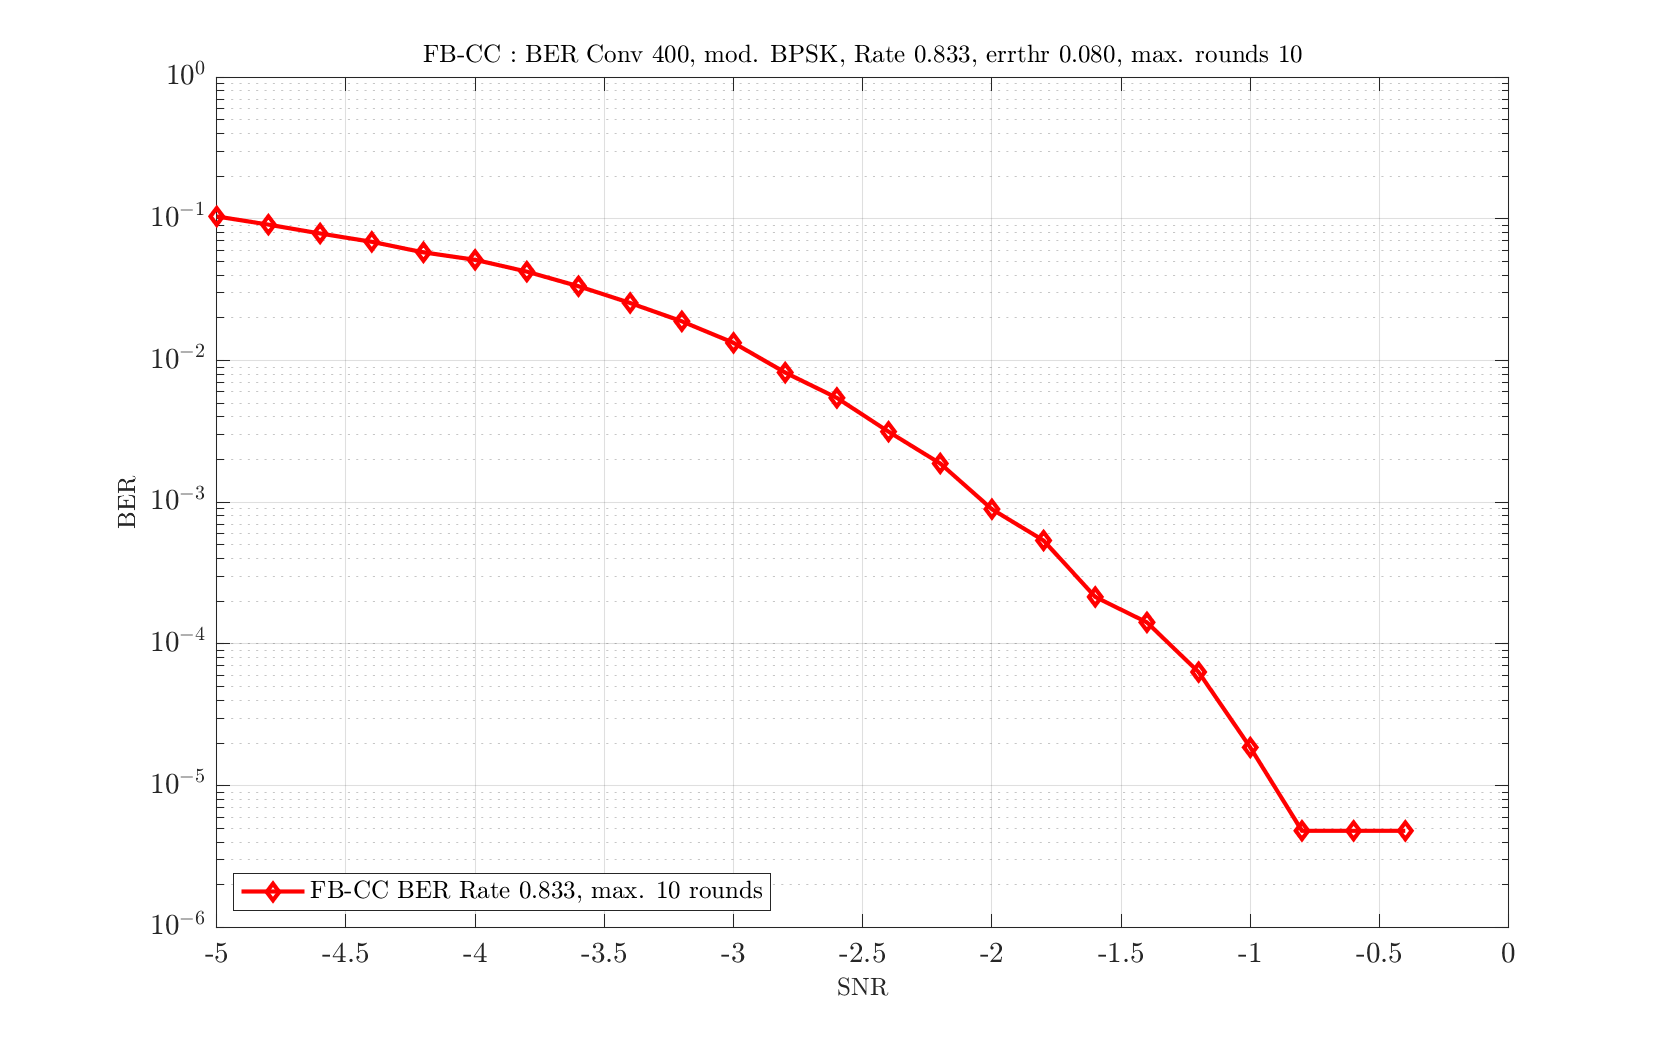 FB-CC : BER Conv 400, mod. BPSK, Rate 0.833, errthr 0.080, max. rounds 10
10^0
10^-1
10^-2
10^-3
10^-4
10^-5
10^-6
BER
FB-CC BER Rate 0.833, max. 10 rounds
-5 -4.5 -4 -3.5 -3 -2.5 -2 -1.5 -1 -0.5 0
SNR